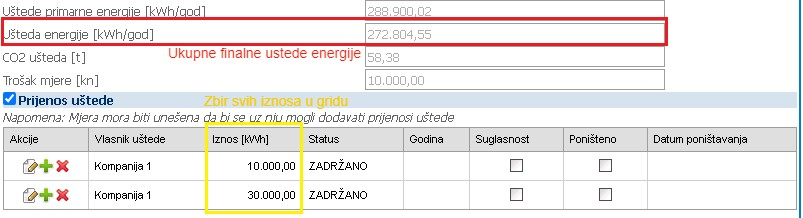 Uštede primarne energije [kWh/god] 288.900,02
Ušteda energije [kWh/god] 272.804,55
Ukupne finalne ustede energije
CO2 ušteda [t] 58,38
Trošak mjere [kn] 10.000,00
Prijenos uštede Zbir svih iznosa u gridu
Napomena: Mjera mora biti unešena da bi se uz nju mogli dodavati prijenosi uštede
Akcije Vlasnik uštede Iznos [kWh] Status Godina Suglasnost Poništeno Datum poništavanja
Kompanija 1 10.000,00 ZADRŽANO
Kompanija 1 30.000,00 ZADRŽANO